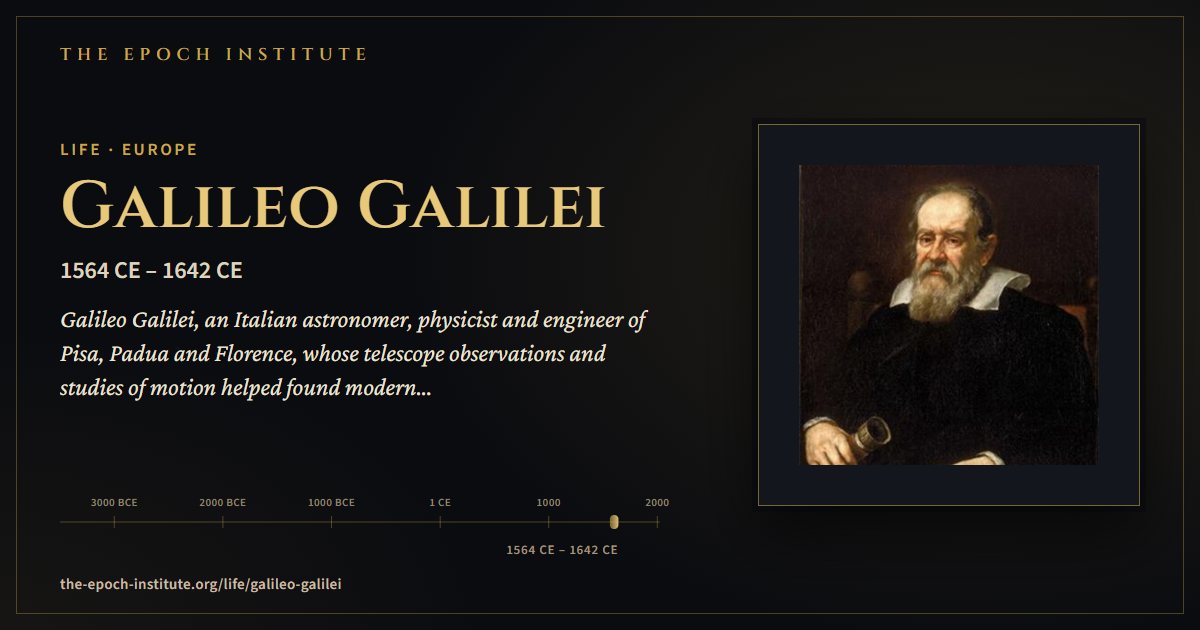 THE EPOCH INSTITUTE
LIFE · EUROPE
GALILEO GALILEI
1564 CE – 1642 CE
Galileo Galilei, an Italian astronomer, physicist and engineer of
Pisa, Padua and Florence, whose telescope observations and
studies of motion helped found modern...
3000 BCE 2000 BCE 1000 BCE 1 CE 1000 2000
1564 CE – 1642 CE
the-epoch-institute.org/life/galileo-galilei